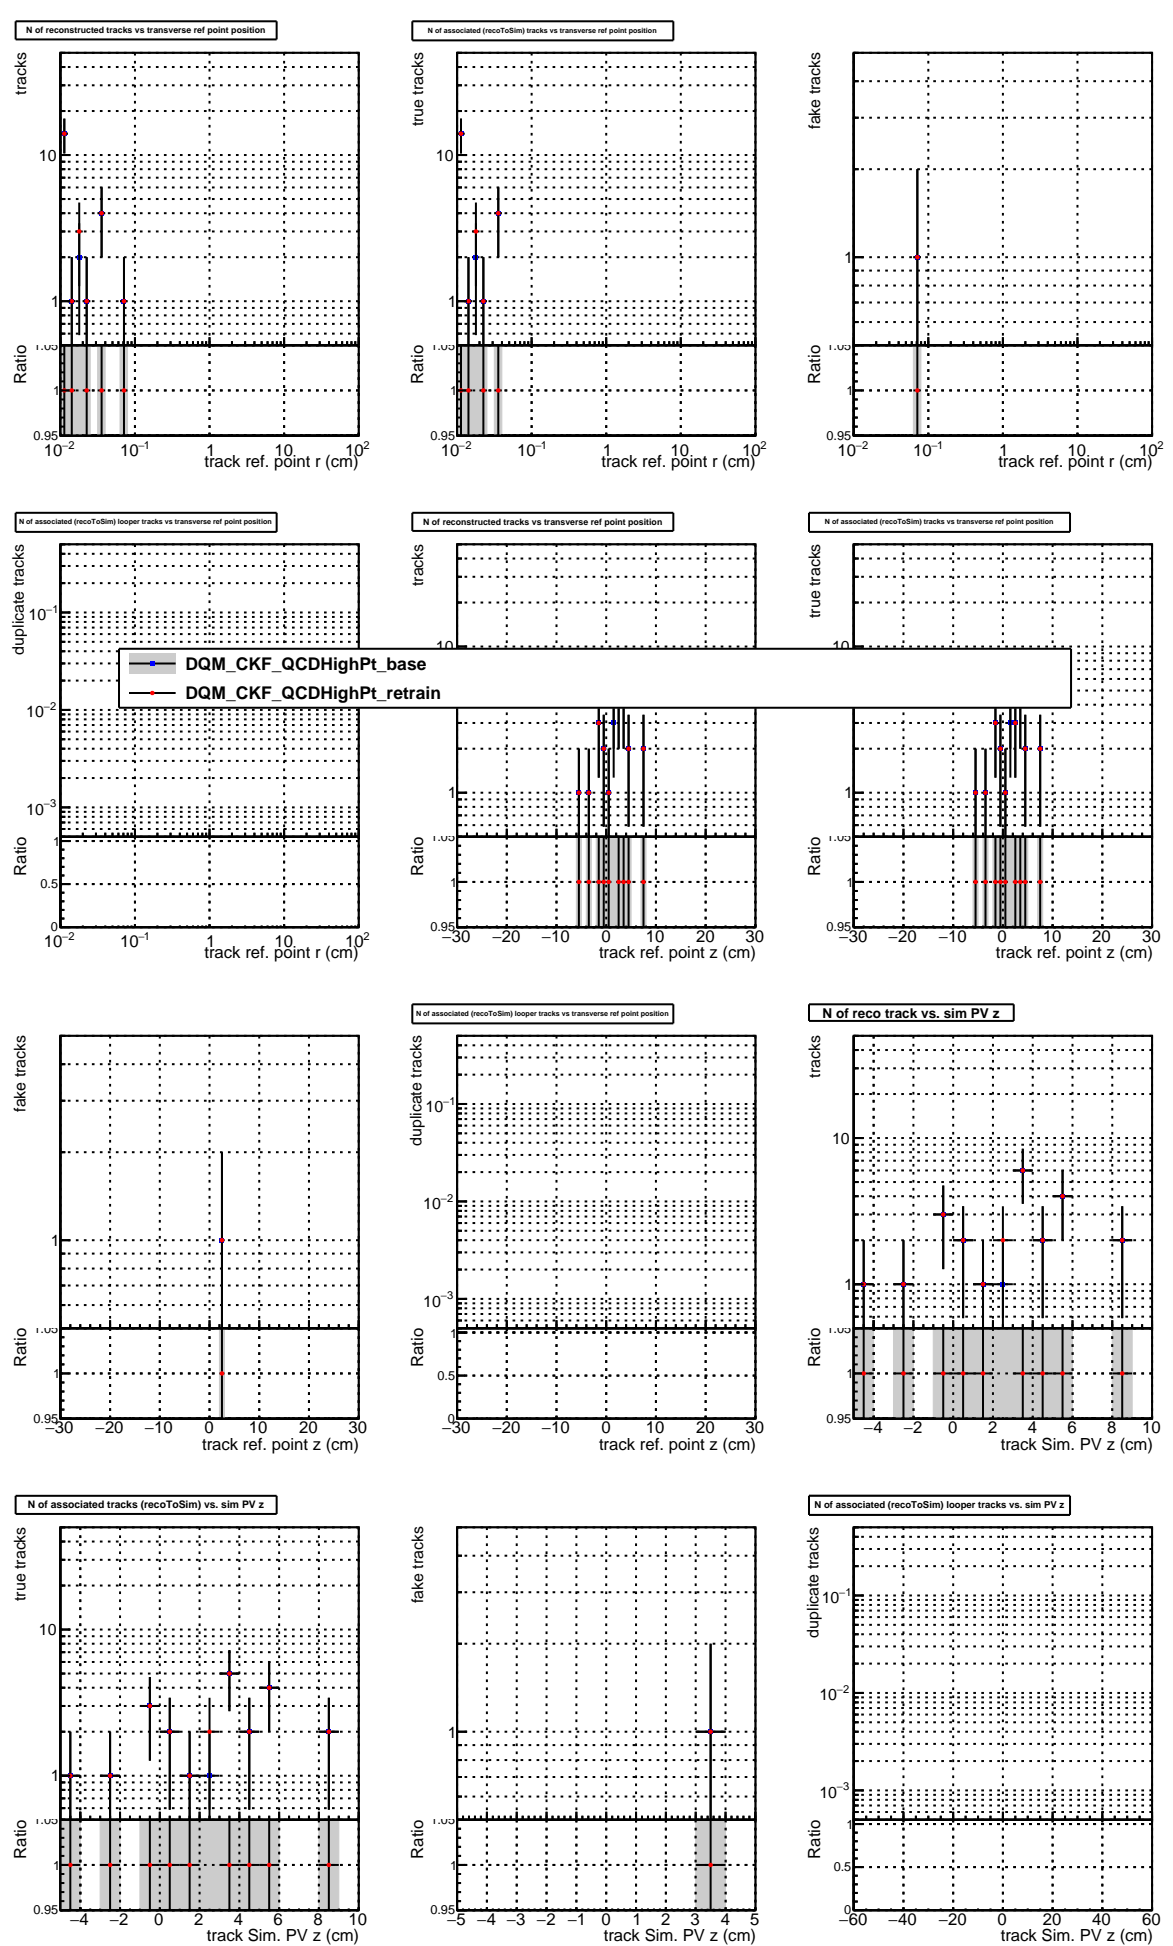 N of reconstructed tracks vs transverse ref point position
tracks
10
1
Ratio
1.05
1
0.95
10−2 10−1 1 10 102
track ref. point r (cm)
N of associated (recoToSim) tracks vs transverse ref point position
true tracks
10
1
Ratio
1.05
1
0.95
10−2 10−1 1 10 102
track ref. point r (cm)
fake tracks
1
Ratio
1.05
1
0.95
10−2 10−1 1 10 102
track ref. point r (cm)
N of associated (recoToSim) looper tracks vs transverse ref point position
duplicate tracks
10−1
10−2
10−3
Ratio
1
0.5
0
10−2 10−1 1 10 102
track ref. point r (cm)
N of reconstructed tracks vs transverse ref point position
tracks
10
1
Ratio
1.05
1
0.95
−30 −20 −10 0 10 20 30
track ref. point z (cm)
N of associated (recoToSim) tracks vs transverse ref point position
true tracks
10
1
Ratio
1.05
1
0.95
−30 −20 −10 0 10 20 30
track ref. point z (cm)
DQM_CKF_QCDHighPt_base
DQM_CKF_QCDHighPt_retrain
fake tracks
1
Ratio
1.05
1
0.95
−30 −20 −10 0 10 20 30
track ref. point z (cm)
N of associated (recoToSim) looper tracks vs transverse ref point position
duplicate tracks
10−1
10−2
10−3
Ratio
1
0.5
0
−30 −20 −10 0 10 20 30
track ref. point z (cm)
N of reco track vs. sim PV z
tracks
10
1
Ratio
1.05
1
0.95
−4 −2 0 2 4 6 8 10
track Sim. PV z (cm)
N of associated tracks (recoToSim) vs. sim PV z
true tracks
10
1
Ratio
1.05
1
0.95
−4 −2 0 2 4 6 8 10
track Sim. PV z (cm)
fake tracks
1
Ratio
1.05
1
0.95
−5 −4 −3 −2 −1 0 1 2 3 4 5
track Sim. PV z (cm)
N of associated (recoToSim) looper tracks vs. sim PV z
duplicate tracks
10−1
10−2
10−3
Ratio
1
0.5
0
−60 −40 −20 0 20 40 60
track Sim. PV z (cm)